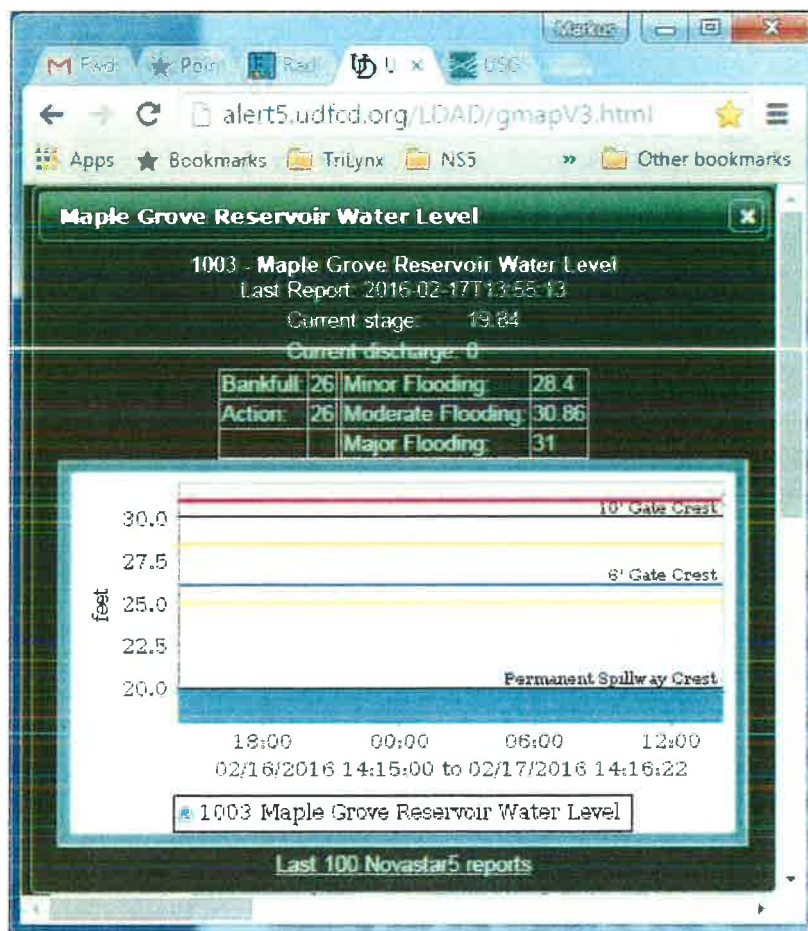 Markus
Fwd: Poin Rad U × USG
alert5.udfcd.org/LDAD/gmapV3.html
Apps Bookmarks TriLynx NS5 » Other bookmarks
Maple Grove Reservoir Water Level
1003 - Maple Grove Reservoir Water Level
Last Report: 2016-02-17T13:55:13
Current stage: 19.84
Current discharge: 0
Bankfull: 26 Minor Flooding: 28.4
Action: 26 Moderate Flooding: 30.86
Major Flooding: 31
30.0
27.5
25.0
22.5
20.0
feet
10' Gate Crest
6' Gate Crest
Permanent Spillway Crest
18:00 00:00 06:00 12:00
02/16/2016 14:15:00 to 02/17/2016 14:16:22
1003 Maple Grove Reservoir Water Level
Last 100 Novastar5 reports